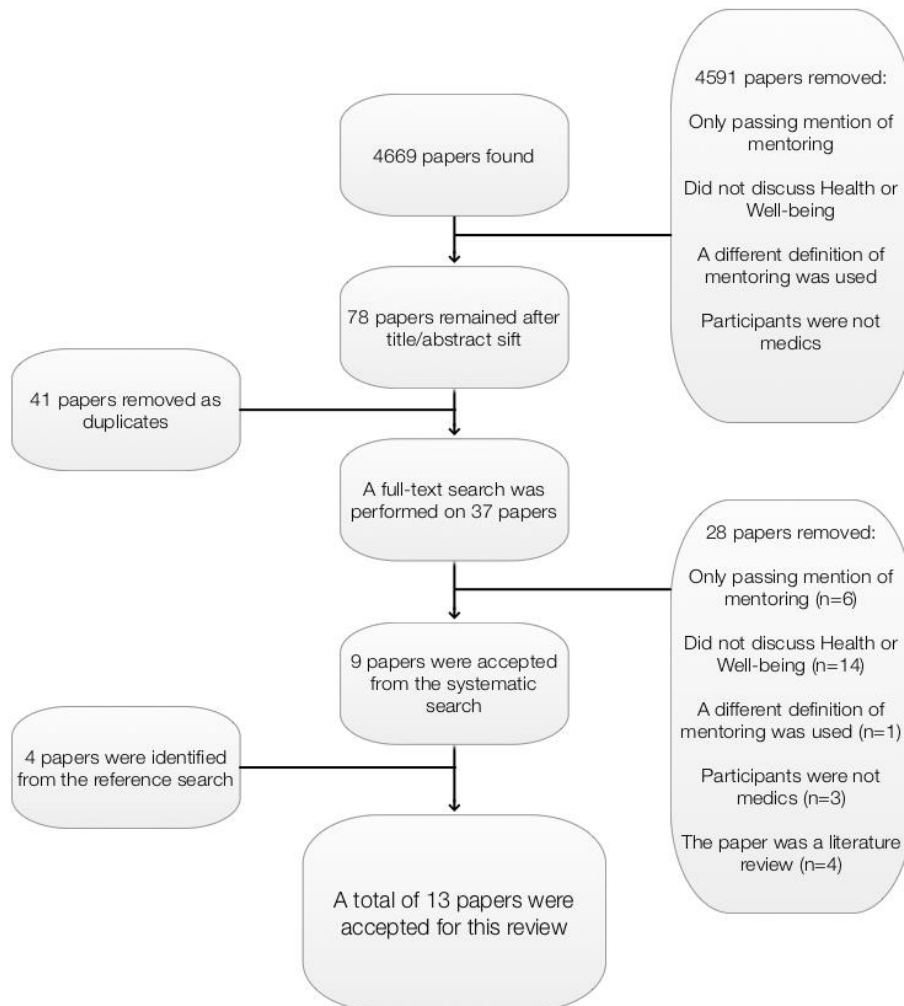 4669 papers found
4591 papers removed:
Only passing mention of
mentoring
Did not discuss Health or
Well-being
A different definition of
mentoring was used
Participants were not
medics
78 papers remained after
title/abstract sift
41 papers removed as
duplicates
A full-text search was
performed on 37 papers
28 papers removed:
Only passing mention of
mentoring (n=6)
Did not discuss Health or
Well-being (n=14)
A different definition of
mentoring was used (n=1)
Participants were not
medics (n=3)
The paper was a literature
review (n=4)
9 papers were accepted
from the systematic
search
4 papers were identified
from the reference search
A total of 13 papers were
accepted for this review